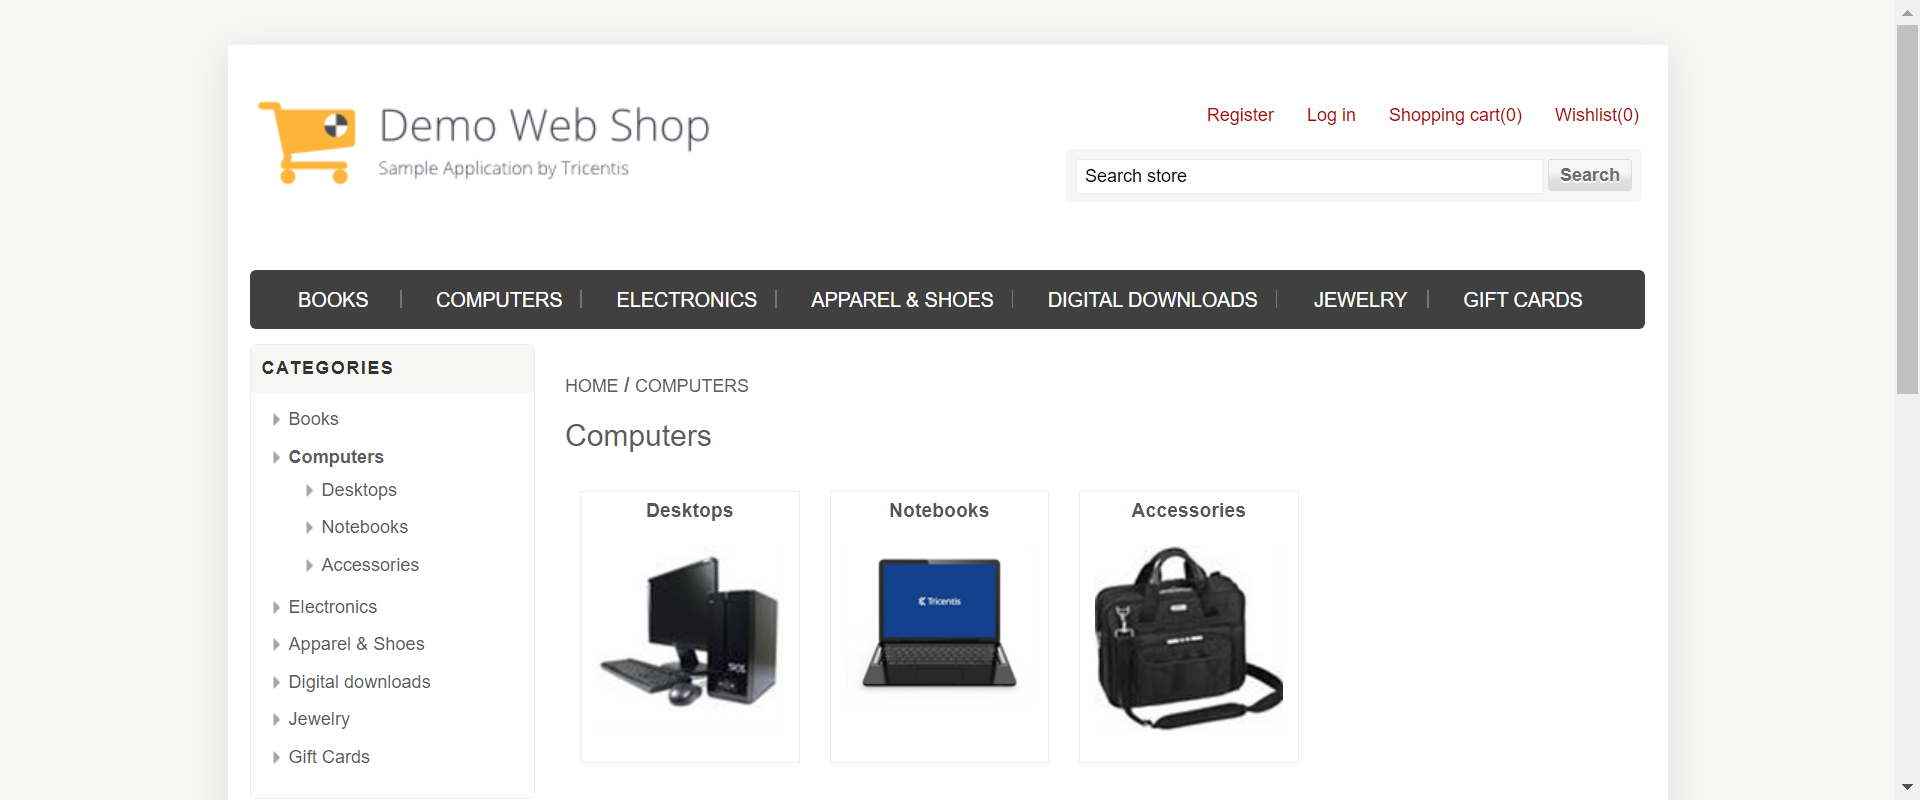 Demo Web Shop
Sample Application by Tricentis
Register Log in Shopping cart(0) Wishlist(0)
Search store Search
BOOKS COMPUTERS ELECTRONICS APPAREL & SHOES DIGITAL DOWNLOADS JEWELRY GIFT CARDS
CATEGORIES
Books
Computers
Desktops
Notebooks
Accessories
Electronics
Apparel & Shoes
Digital downloads
Jewelry
Gift Cards
HOME / COMPUTERS
Computers
Desktops
Notebooks
Accessories
Tricentis